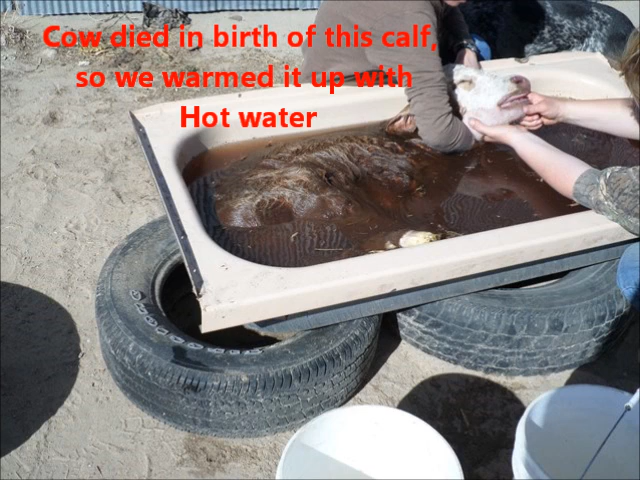 Cow died in birth of this calf,
so we warmed it up with
Hot water